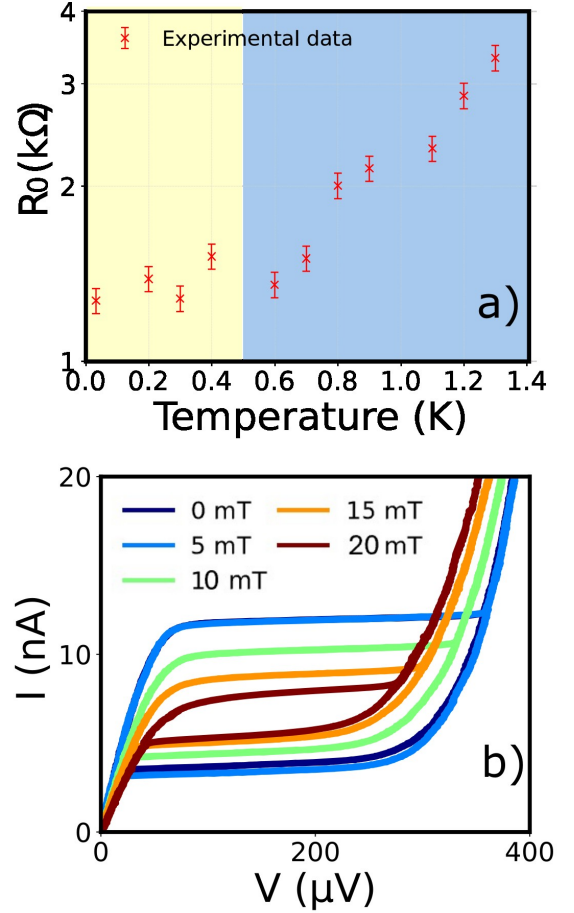 4
Experimental data
3
R0(kΩ)
2
a)
1
0.0 0.2 0.4 0.6 0.8 1.0 1.2 1.4
Temperature (K)
20
0 mT 15 mT
5 mT 20 mT
10 mT
I (nA)
10
b)
0
0 200 400
V (μV)